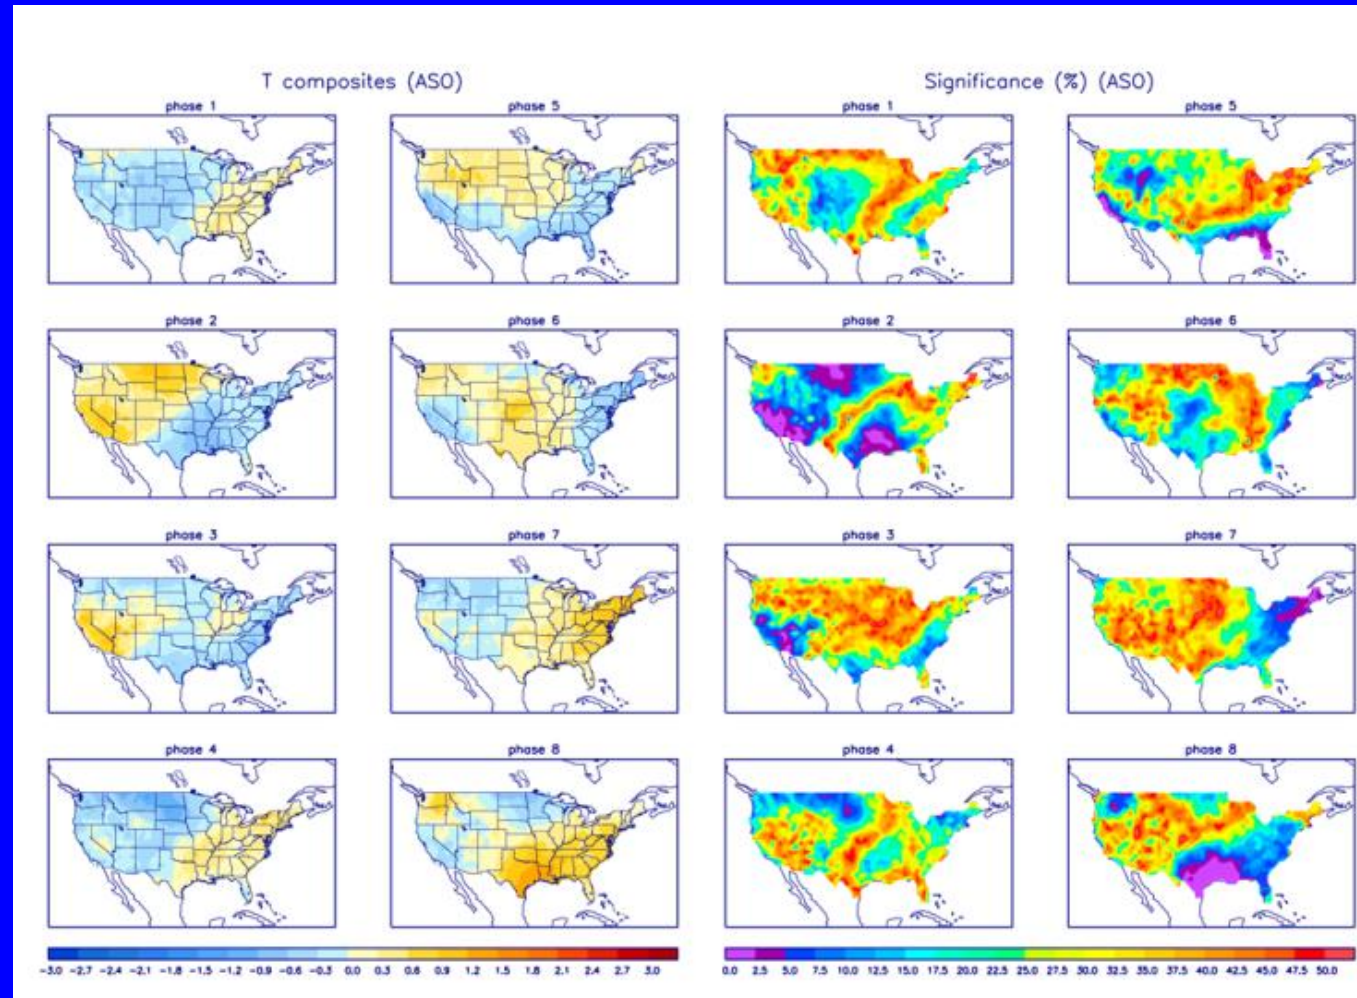 T composites (ASO)
Significance (%) (ASO)
phase 1
phase 5
phase 1
phase 5
phase 2
phase 6
phase 2
phase 6
phase 3
phase 7
phase 3
phase 7
phase 4
phase 8
phase 4
phase 8
-3.0 -2.7 -2.4 -2.1 -1.8 -1.5 -1.2 -0.9 -0.6 -0.3 0.0 0.3 0.6 0.9 1.2 1.5 1.8 2.1 2.4 2.7 3.0
0.0 2.5 5.0 7.5 10.0 12.5 15.0 17.5 20.0 22.5 25.0 27.5 30.0 32.5 35.0 37.5 40.0 42.5 45.0 47.5 50.0